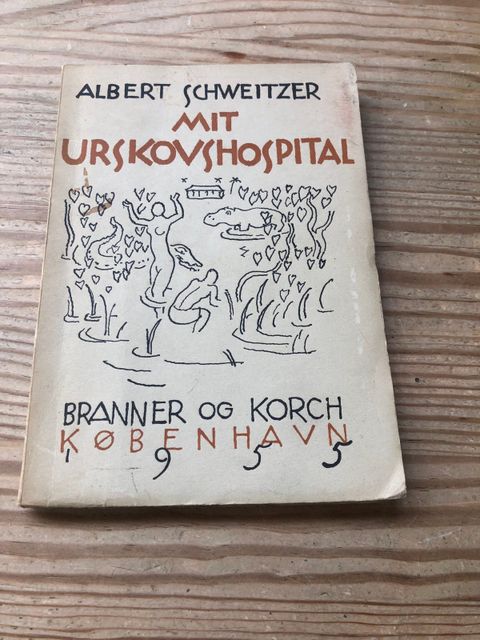 ALBERT SCHWEITZER
MIT
URSKOVSHOSPITAL
BRANNER OG KORCH
KØBENHAVN
1955